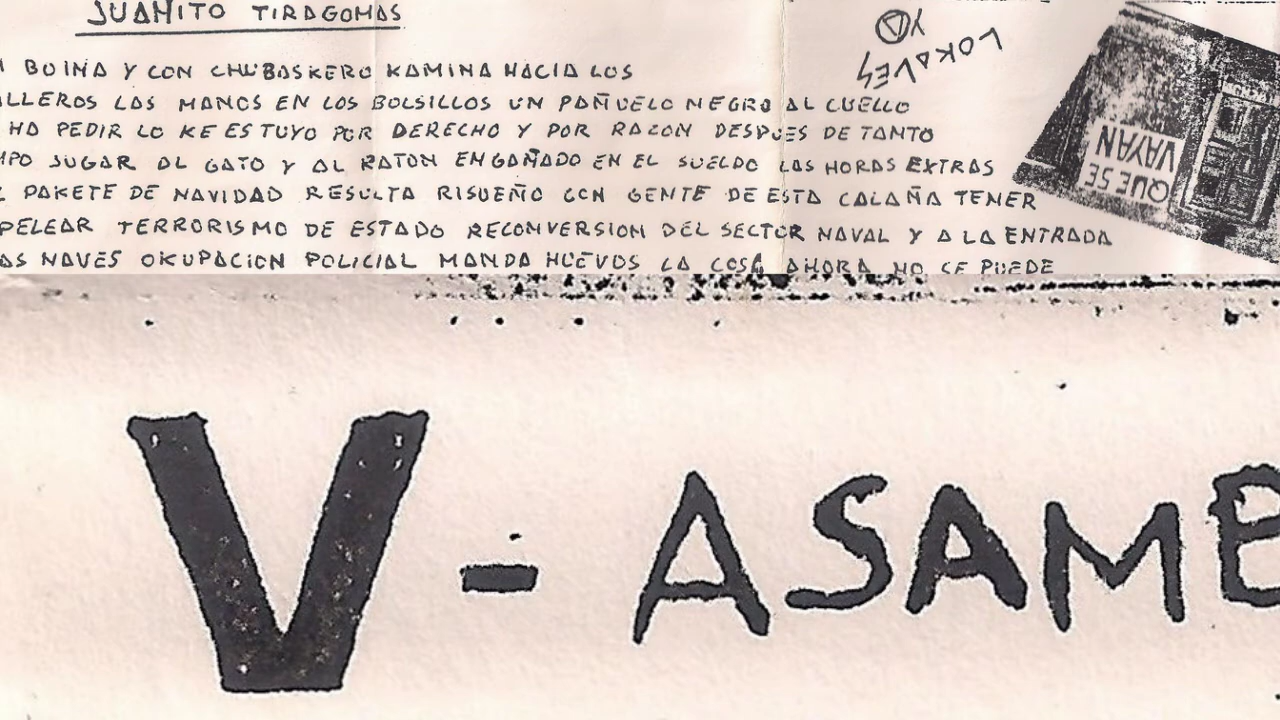 JUANITO TIRAGOMAS
BOINA Y CON CHUBASKERO KAMINA HACIA LOS
LLEROS LAS MANOS EN LOS BOLSILLOS UN PAÑUELO NEGRO AL CUELLO
HA PEDIR LO KE ES TUYO POR DERECHO Y POR RAZON DESPUES DE TANTO
MPO JUGAR AL GATO Y AL RATON ENGAÑADO EN EL SUELDO LAS HORAS EXTRAS
L PAKETE DE NAVIDAD RESULTA RISUEÑO CON GENTE DE ESTA CALAÑA TENER
PELEAR TERRORISMO DE ESTADO RECONVERSION DEL SECTOR NAVAL Y A LA ENTRADA
AS NAVES OKUPACION POLICIAL MANDA HUEVOS LA COSA AHORA NO SE PUEDE
LOKALES
YA
QUE SE
VAYAN
V - ASAMB